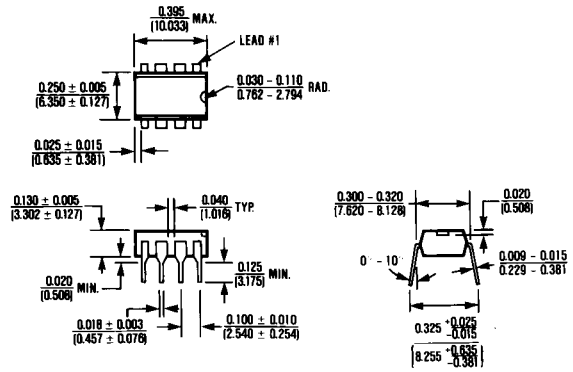 0.395 MAX.
(10.033)
LEAD #1
0.250 ± 0.005
(6.350 ± 0.127)
0.030 - 0.110 RAD.
0.762 - 2.794
0.025 ± 0.015
(0.635 ± 0.381)
0.130 ± 0.005
(3.302 ± 0.127)
0.040 TYP.
(1.016)
0.020 MIN.
(0.508)
0.125 MIN.
(3.175)
0.018 ± 0.003
(0.457 ± 0.076)
0.100 ± 0.010
(2.540 ± 0.254)
0.300 - 0.320
(7.620 - 8.128)
0.020
(0.508)
0° - 10°
0.009 - 0.015
0.229 - 0.381
0.325 +0.025
-0.015
(8.255 +0.635
-0.381)